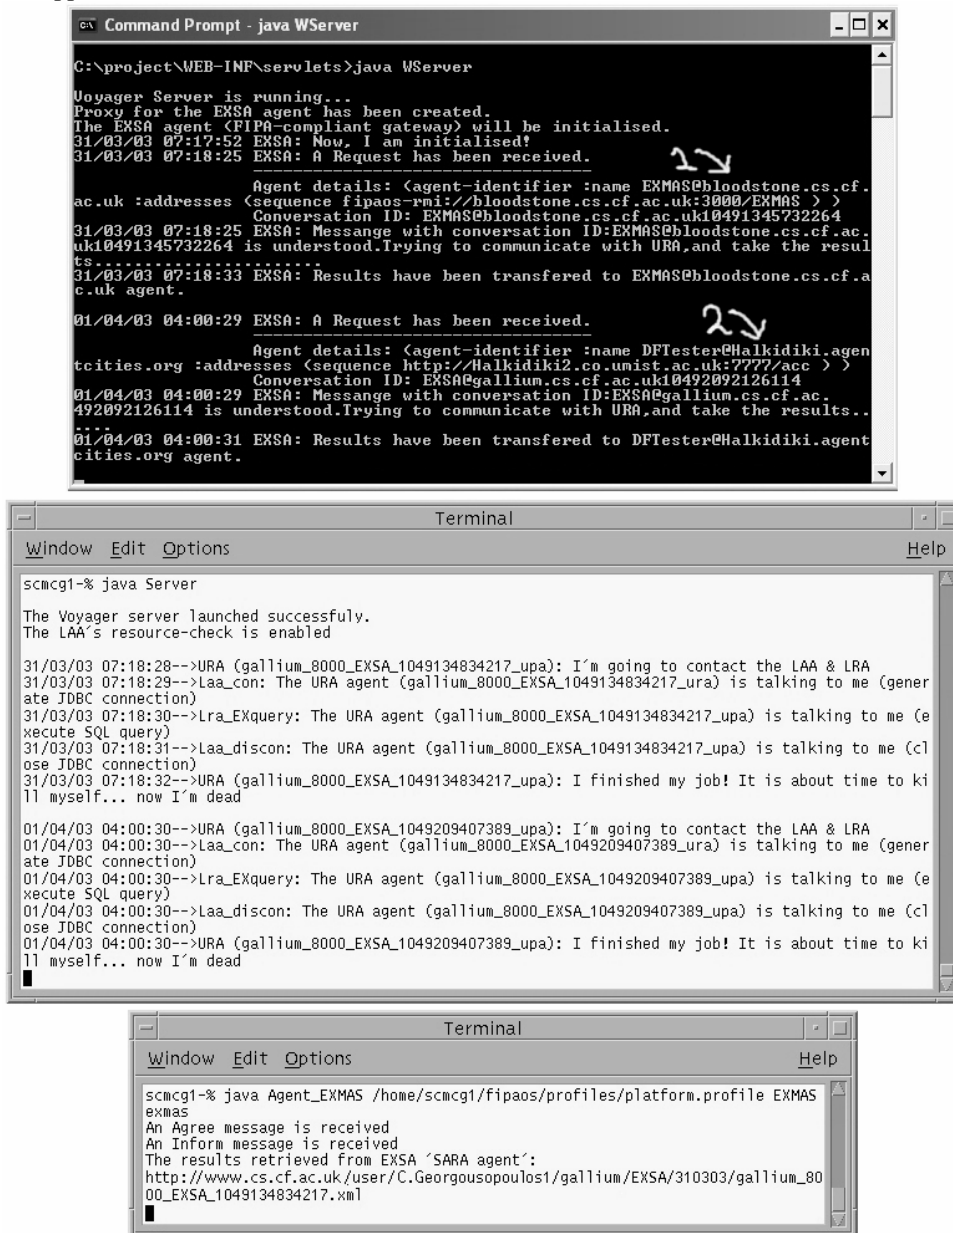 Command Prompt - java WServer
C:\project\WEB-INF\servlets>java WServer
Voyager Server is running...
Proxy for the EXSA agent has been created.
The EXSA agent (FIPA-compliant gateway) will be initialised.
31/03/03 07:17:52 EXSA: Now, I am initialised!
31/03/03 07:18:25 EXSA: A Request has been received.
----------------------------------
Agent details: (agent-identifier :name EXMAS@bloodstone.cs.cf.
ac.uk :addresses (sequence fipaos-rmi://bloodstone.cs.cf.ac.uk:3000/EXMAS ) )
Conversation ID: EXMAS@bloodstone.cs.cf.ac.uk10491345732264
31/03/03 07:18:25 EXSA: Messange with conversation ID:EXMAS@bloodstone.cs.cf.ac.
uk10491345732264 is understood.Trying to communicate with URA,and take the resul
ts.......................
31/03/03 07:18:33 EXSA: Results have been transfered to EXMAS@bloodstone.cs.cf.a
c.uk agent.
01/04/03 04:00:29 EXSA: A Request has been received.
----------------------------------
Agent details: (agent-identifier :name DFTester@Halkidiki.agen
tcities.org :addresses (sequence http://Halkidiki2.co.umist.ac.uk:7777/acc ) )
Conversation ID: EXSA@gallium.cs.cf.ac.uk10492092126114
01/04/03 04:00:29 EXSA: Messange with conversation ID:EXSA@gallium.cs.cf.ac.
492092126114 is understood.Trying to communicate with URA,and take the results..
....
01/04/03 04:00:31 EXSA: Results have been transfered to DFTester@Halkidiki.agent
cities.org agent.
Terminal
Window Edit Options Help
scmcg1-% java Server
The Voyager server launched successfuly.
The LAA´s resource-check is enabled
31/03/03 07:18:28-->URA (gallium_8000_EXSA_1049134834217_upa): I´m going to contact the LAA & LRA
31/03/03 07:18:29-->Laa_con: The URA agent (gallium_8000_EXSA_1049134834217_ura) is talking to me (gener
ate JDBC connection)
31/03/03 07:18:30-->Lra_EXquery: The URA agent (gallium_8000_EXSA_1049134834217_upa) is talking to me (e
xecute SQL query)
31/03/03 07:18:31-->Laa_discon: The URA agent (gallium_8000_EXSA_1049134834217_upa) is talking to me (cl
ose JDBC connection)
31/03/03 07:18:32-->URA (gallium_8000_EXSA_1049134834217_upa): I finished my job! It is about time to ki
ll myself... now I´m dead
01/04/03 04:00:30-->URA (gallium_8000_EXSA_1049209407389_upa): I´m going to contact the LAA & LRA
01/04/03 04:00:30-->Laa_con: The URA agent (gallium_8000_EXSA_1049209407389_ura) is talking to me (gener
ate JDBC connection)
01/04/03 04:00:30-->Lra_EXquery: The URA agent (gallium_8000_EXSA_1049209407389_upa) is talking to me (e
xecute SQL query)
01/04/03 04:00:30-->Laa_discon: The URA agent (gallium_8000_EXSA_1049209407389_upa) is talking to me (cl
ose JDBC connection)
01/04/03 04:00:30-->URA (gallium_8000_EXSA_1049209407389_upa): I finished my job! It is about time to ki
ll myself... now I´m dead
Terminal
Window Edit Options Help
scmcg1-% java Agent_EXMAS /home/scmcg1/fipaos/profiles/platform.profile EXMAS
exmas
An Agree message is received
An Inform message is received
The results retrieved from EXSA ´SARA agent´:
http://www.cs.cf.ac.uk/user/C.Georgousopoulos1/gallium/EXSA/310303/gallium_80
00_EXSA_1049134834217.xml